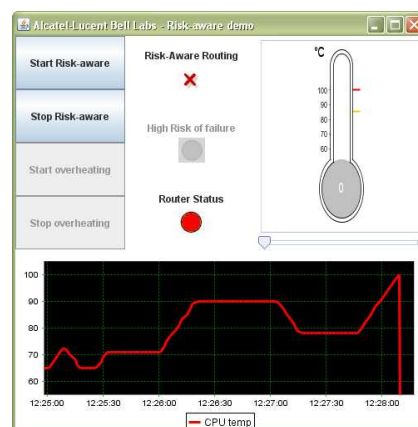 Alcatel-Lucent Bell Labs - Risk-aware demo
Start Risk-aware
Stop Risk-aware
Start overheating
Stop overheating
Risk-Aware Routing
High Risk of failure
Router Status
°C
100
90
80
70
60
0
100
90
80
70
60
12:25:00 12:25:30 12:26:00 12:26:30 12:27:00 12:27:30 12:28:00
CPU temp